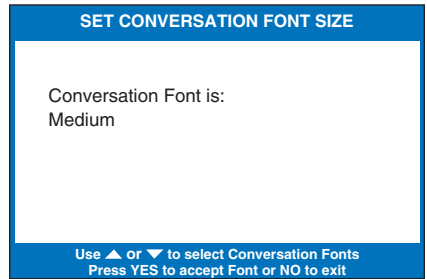 SET CONVERSATION FONT SIZE
Conversation Font is:
Medium
Use ▲ or ▼ to select Conversation Fonts
Press YES to accept Font or NO to exit